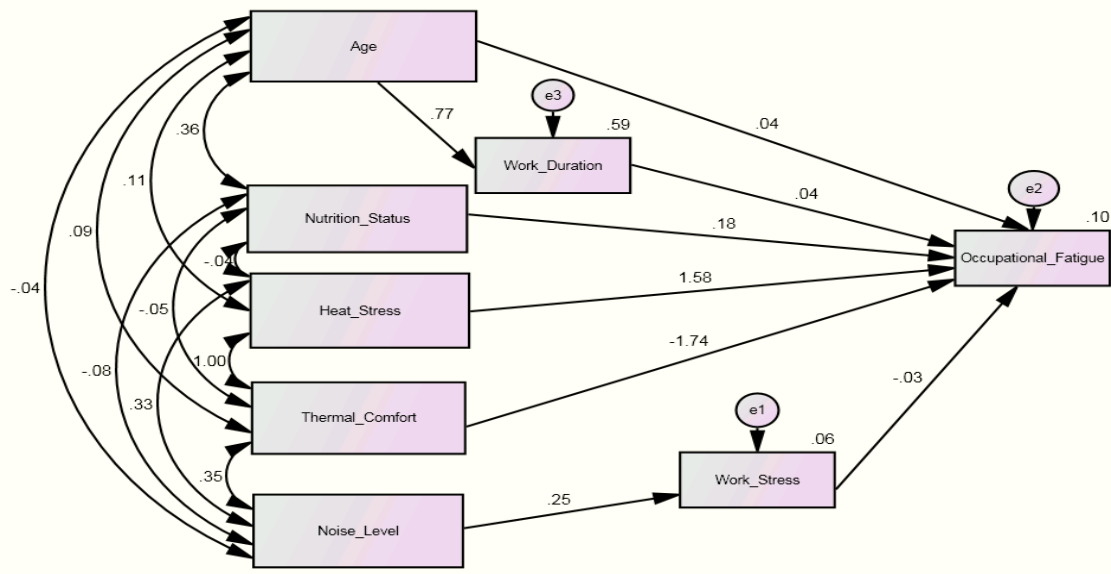 Age
e3
.77
.59
.04
.36
Work_Duration
e2
.11
.04
.10
Nutrition_Status
.18
.09
Occupational_Fatigue
-.04
1.58
-.04
Heat_Stress
-.05
-1.74
1.00
-.08
-.03
.33
Thermal_Comfort
e1
.06
.35
Work_Stress
.25
Noise_Level